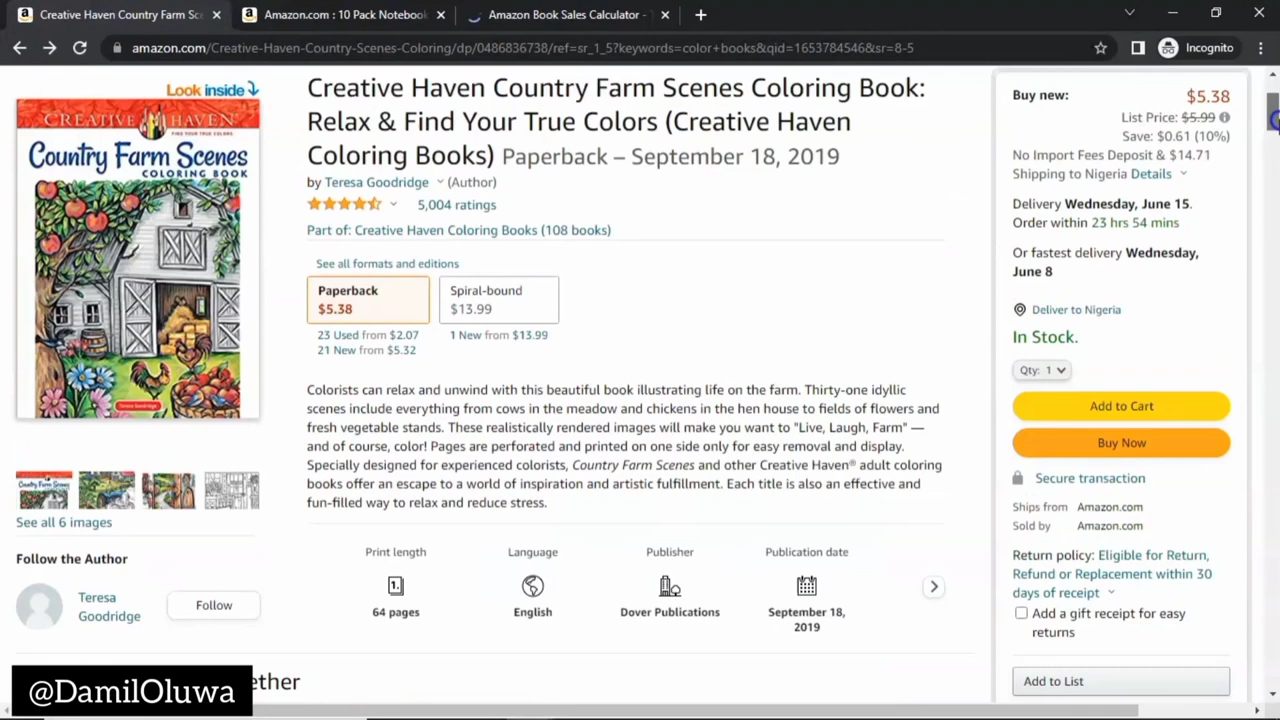 Creative Haven Country Farm Sce
Amazon.com : 10 Pack Notebook
Amazon Book Sales Calculator -
Incognito
amazon.com/Creative-Haven-Country-Scenes-Coloring/dp/0486836738/ref=sr_1_5?keywords=color+books&qid=1653784546&sr=8-5
Look inside
CREATIVE HAVEN
FIND YOUR TRUE COLORS
Country Farm Scenes
COLORING BOOK
Teresa Goodridge
See all 6 images
Follow the Author
Teresa
Goodridge
Follow
Creative Haven Country Farm Scenes Coloring Book:
Relax & Find Your True Colors (Creative Haven
Coloring Books) Paperback – September 18, 2019
by Teresa Goodridge (Author)
5,004 ratings
Part of: Creative Haven Coloring Books (108 books)
See all formats and editions
Paperback
$5.38
Spiral-bound
$13.99
23 Used from $2.07
21 New from $5.32
1 New from $13.99
Colorists can relax and unwind with this beautiful book illustrating life on the farm. Thirty-one idyllic
scenes include everything from cows in the meadow and chickens in the hen house to fields of flowers and
fresh vegetable stands. These realistically rendered images will make you want to "Live, Laugh, Farm" —
and of course, color! Pages are perforated and printed on one side only for easy removal and display.
Specially designed for experienced colorists, Country Farm Scenes and other Creative Haven® adult coloring
books offer an escape to a world of inspiration and artistic fulfillment. Each title is also an effective and
fun-filled way to relax and reduce stress.
Print length
64 pages
Language
English
Publisher
Dover Publications
Publication date
September 18,
2019
Buy new:
$5.38
List Price: $5.99
Save: $0.61 (10%)
No Import Fees Deposit & $14.71
Shipping to Nigeria Details
Delivery Wednesday, June 15.
Order within 23 hrs 54 mins
Or fastest delivery Wednesday,
June 8
Deliver to Nigeria
In Stock.
Qty: 1
Add to Cart
Buy Now
Secure transaction
Ships from Amazon.com
Sold by Amazon.com
Return policy: Eligible for Return,
Refund or Replacement within 30
days of receipt
Add a gift receipt for easy
returns
Add to List
@DamilOluwa
ether